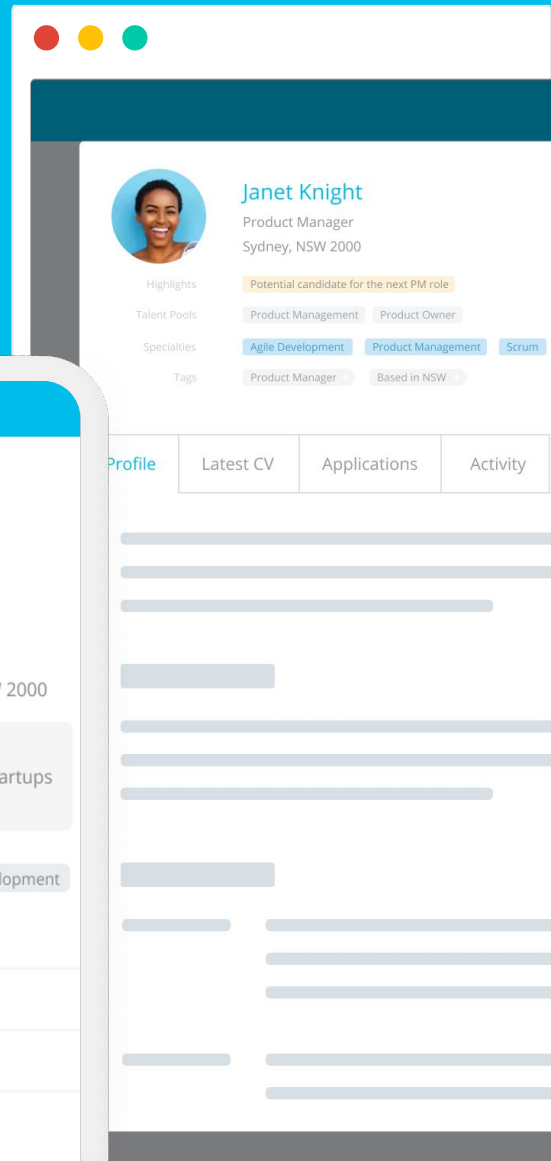 Janet Knight
Product Manager
Sydney, NSW 2000
Highlights Potential candidate for the next PM role
Talent Pools Product Management Product Owner
Specialties Agile Development Product Management Scrum
Tags Product Manager Based in NSW
Profile Latest CV Applications Activity
2000
artups
lopment